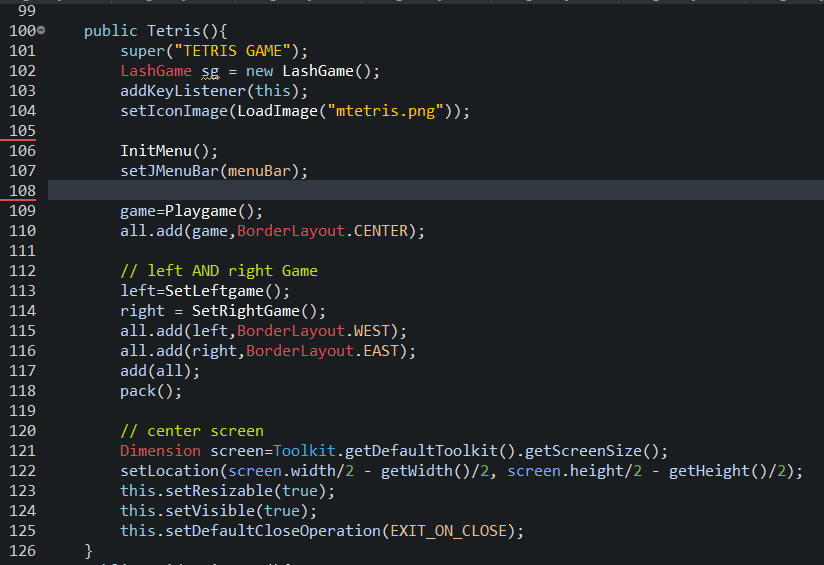 99
100    public Tetris(){
101        super("TETRIS GAME");
102        LashGame sg = new LashGame();
103        addKeyListener(this);
104        setIconImage(LoadImage("mtetris.png"));
105
106        InitMenu();
107        setJMenuBar(menuBar);
108
109        game=Playgame();
110        all.add(game,BorderLayout.CENTER);
111
112        // left AND right Game
113        left=SetLeftgame();
114        right = SetRightGame();
115        all.add(left,BorderLayout.WEST);
116        all.add(right,BorderLayout.EAST);
117        add(all);
118        pack();
119
120        // center screen
121        Dimension screen=Toolkit.getDefaultToolkit().getScreenSize();
122        setLocation(screen.width/2 - getWidth()/2, screen.height/2 - getHeight()/2);
123        this.setResizable(true);
124        this.setVisible(true);
125        this.setDefaultCloseOperation(EXIT_ON_CLOSE);
126    }